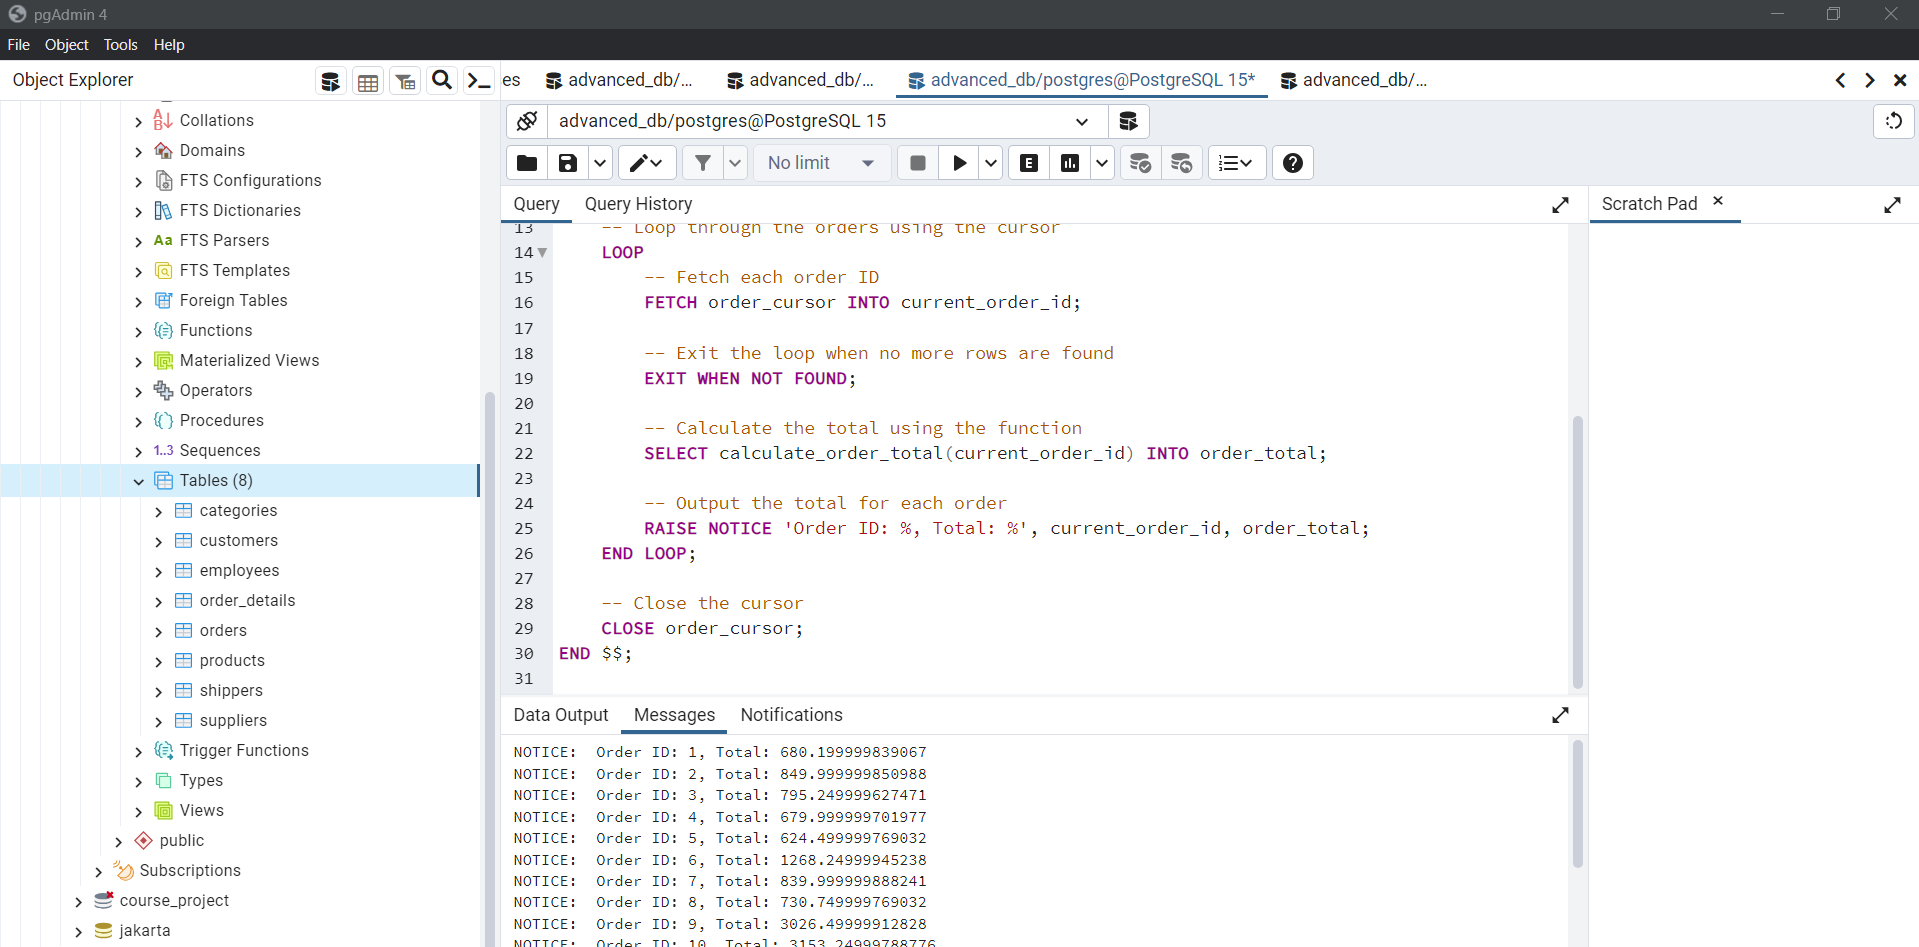 pgAdmin 4
File Object Tools Help
Object Explorer
es advanced_db/... advanced_db/... advanced_db/postgres@PostgreSQL 15* advanced_db/...
advanced_db/postgres@PostgreSQL 15
No limit
E
Query Query History
Scratch Pad
Collations
Domains
FTS Configurations
FTS Dictionaries
Aa FTS Parsers
FTS Templates
Foreign Tables
Functions
Materialized Views
Operators
Procedures
1..3 Sequences
Tables (8)
categories
customers
employees
order_details
orders
products
shippers
suppliers
Trigger Functions
Types
Views
public
Subscriptions
course_project
jakarta
13 -- Loop through the orders using the cursor
14 LOOP
15 -- Fetch each order ID
16 FETCH order_cursor INTO current_order_id;
17
18 -- Exit the loop when no more rows are found
19 EXIT WHEN NOT FOUND;
20
21 -- Calculate the total using the function
22 SELECT calculate_order_total(current_order_id) INTO order_total;
23
24 -- Output the total for each order
25 RAISE NOTICE 'Order ID: %, Total: %', current_order_id, order_total;
26 END LOOP;
27
28 -- Close the cursor
29 CLOSE order_cursor;
30 END $$;
31
Data Output Messages Notifications
NOTICE: Order ID: 1, Total: 680.199999839067
NOTICE: Order ID: 2, Total: 849.999999850988
NOTICE: Order ID: 3, Total: 795.249999627471
NOTICE: Order ID: 4, Total: 679.999999701977
NOTICE: Order ID: 5, Total: 624.499999769032
NOTICE: Order ID: 6, Total: 1268.24999945238
NOTICE: Order ID: 7, Total: 839.999999888241
NOTICE: Order ID: 8, Total: 730.749999769032
NOTICE: Order ID: 9, Total: 3026.49999912828
NOTICE: Order ID: 10, Total: 3153.24999788776